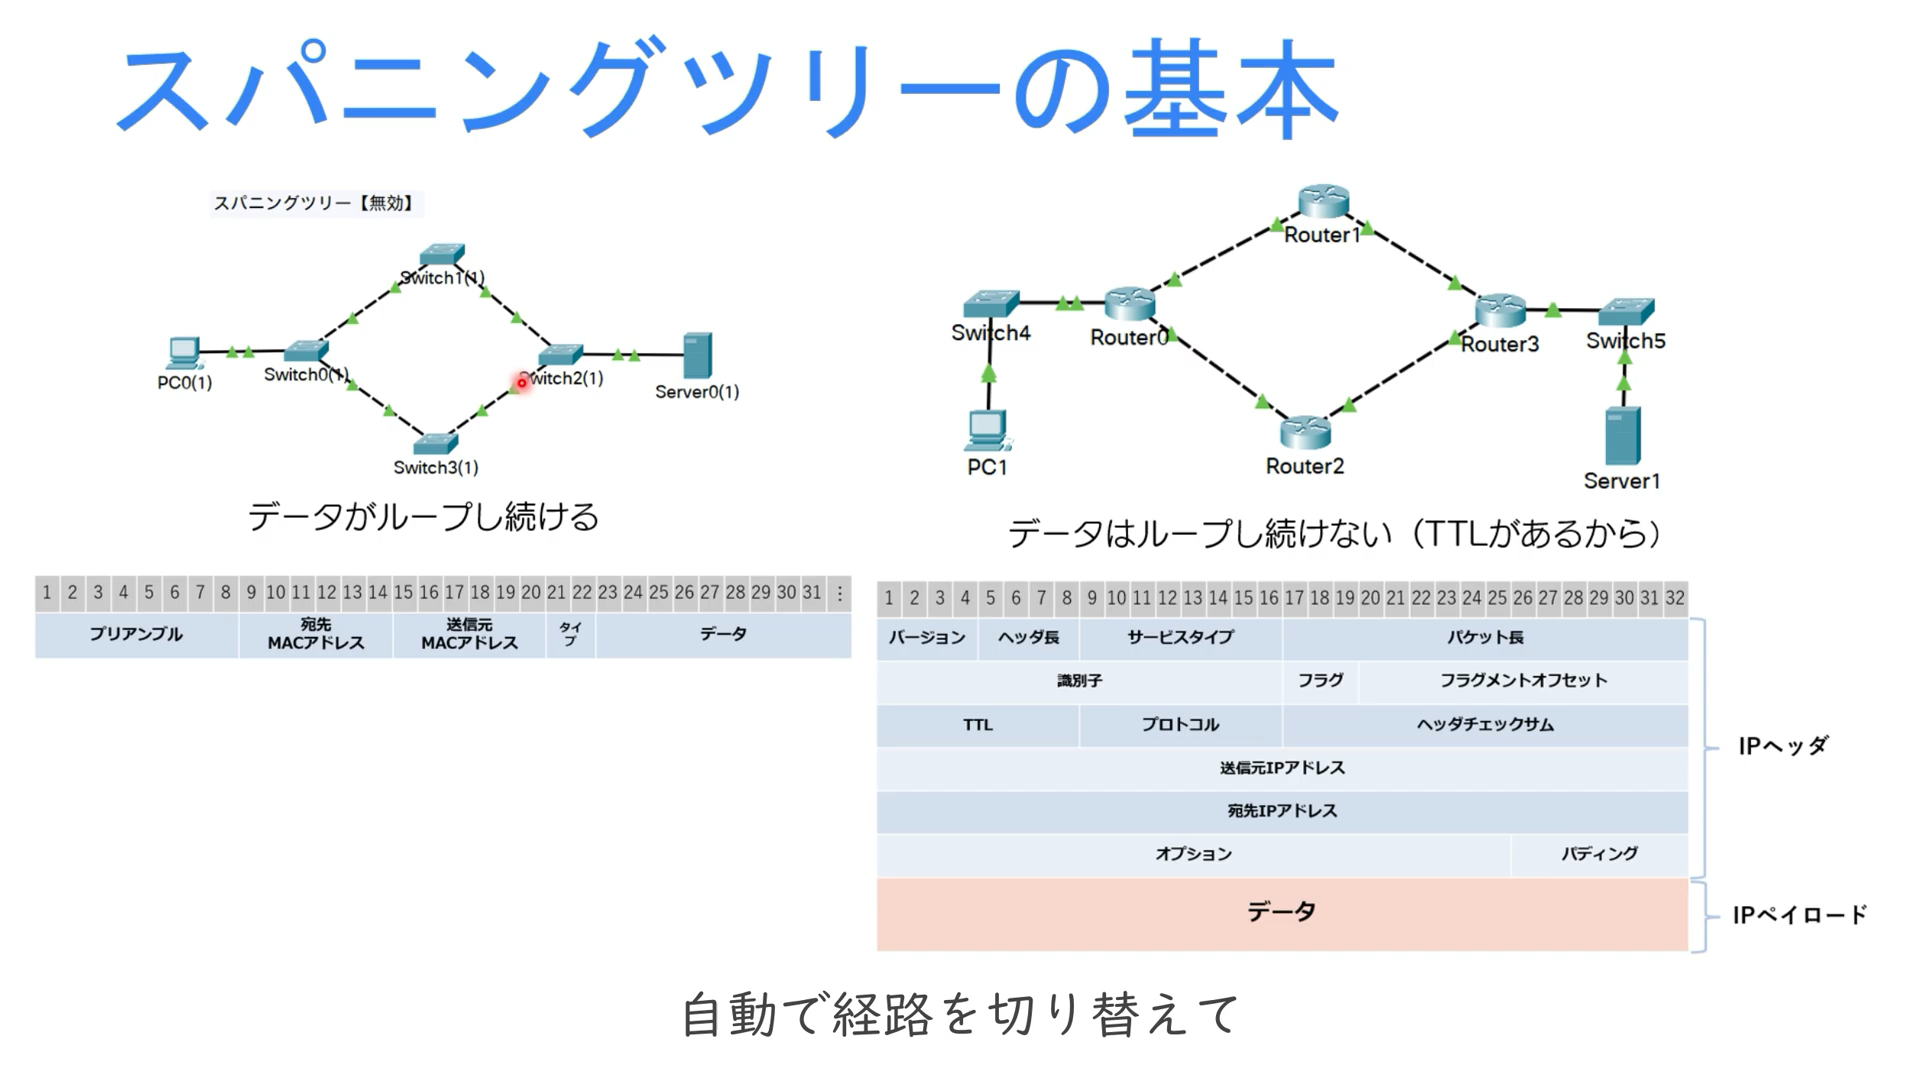 スパニングツリーの基本
スパニングツリー【無効】
Switch1(1)
PC0(1)
Switch0(1)
Switch2(1)
Server0(1)
Switch3(1)
データがループし続ける
Router1
Switch4
Router0
Router3
Switch5
PC1
Router2
Server1
データはループし続けない（TTLがあるから）
1 2 3 4 5 6 7 8 9 10 11 12 13 14 15 16 17 18 19 20 21 22 23 24 25 26 27 28 29 30 31 ⋮
プリアンブル
宛先
MACアドレス
送信元
MACアドレス
タイ
プ
データ
1 2 3 4 5 6 7 8 9 10 11 12 13 14 15 16 17 18 19 20 21 22 23 24 25 26 27 28 29 30 31 32
バージョン ヘッダ長 サービスタイプ パケット長
識別子 フラグ フラグメントオフセット
TTL プロトコル ヘッダチェックサム
送信元IPアドレス
宛先IPアドレス
オプション パディング
データ
IPヘッダ
IPペイロード
自動で経路を切り替えて